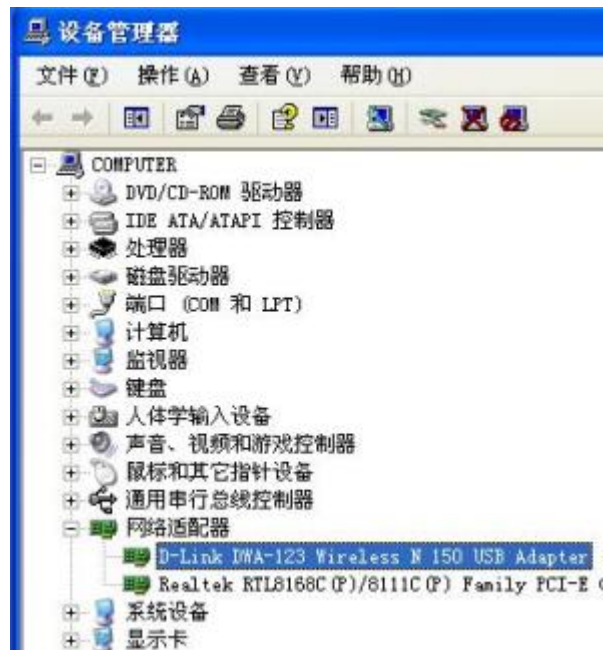 设备管理器
文件(F) 操作(A) 查看(V) 帮助(H)
COMPUTER
DVD/CD-ROM 驱动器
IDE ATA/ATAPI 控制器
处理器
磁盘驱动器
端口 (COM 和 LPT)
计算机
监视器
键盘
人体学输入设备
声音、视频和游戏控制器
鼠标和其它指针设备
通用串行总线控制器
网络适配器
D-Link DWA-123 Wireless N 150 USB Adapter
Realtek RTL8168C(P)/8111C(P) Family PCI-E
系统设备
显示卡